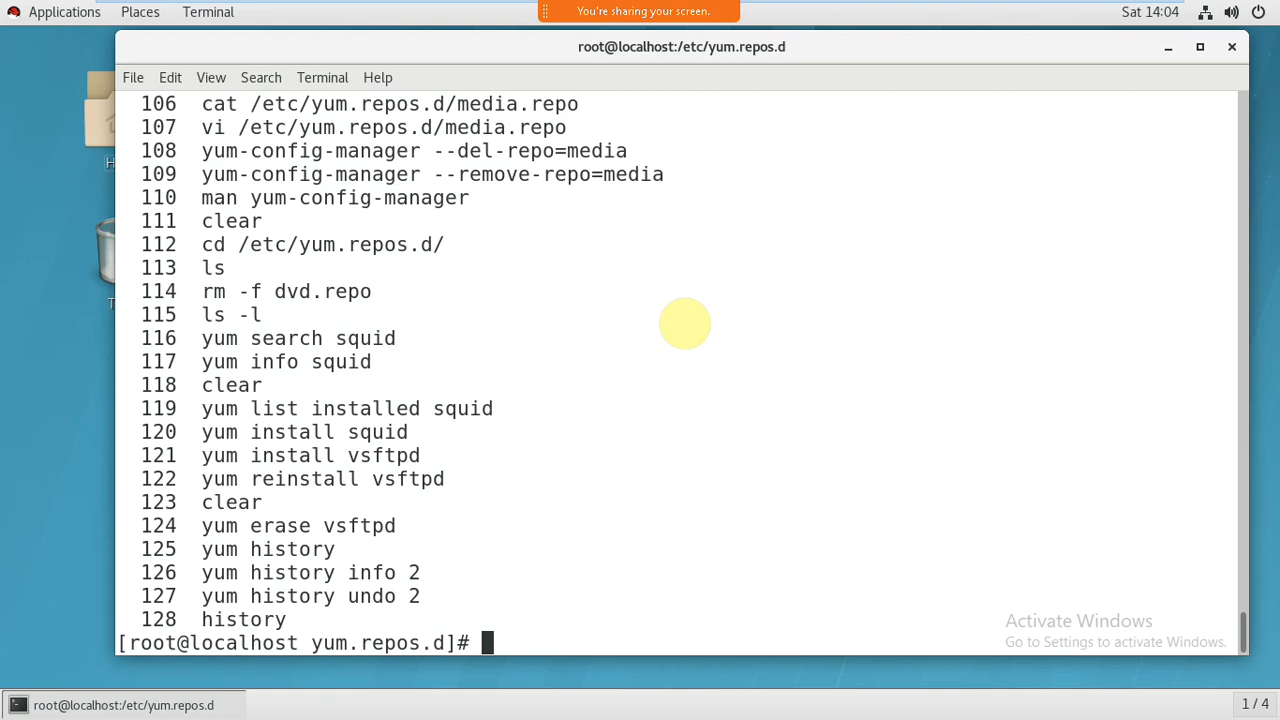 Applications Places Terminal You're sharing your screen. Sat 14:04
root@localhost:/etc/yum.repos.d
File Edit View Search Terminal Help
106 cat /etc/yum.repos.d/media.repo
107 vi /etc/yum.repos.d/media.repo
108 yum-config-manager --del-repo=media
109 yum-config-manager --remove-repo=media
110 man yum-config-manager
111 clear
112 cd /etc/yum.repos.d/
113 ls
114 rm -f dvd.repo
115 ls -l
116 yum search squid
117 yum info squid
118 clear
119 yum list installed squid
120 yum install squid
121 yum install vsftpd
122 yum reinstall vsftpd
123 clear
124 yum erase vsftpd
125 yum history
126 yum history info 2
127 yum history undo 2
128 history
[root@localhost yum.repos.d]#
Activate Windows
Go to Settings to activate Windows.
root@localhost:/etc/yum.repos.d 1 / 4